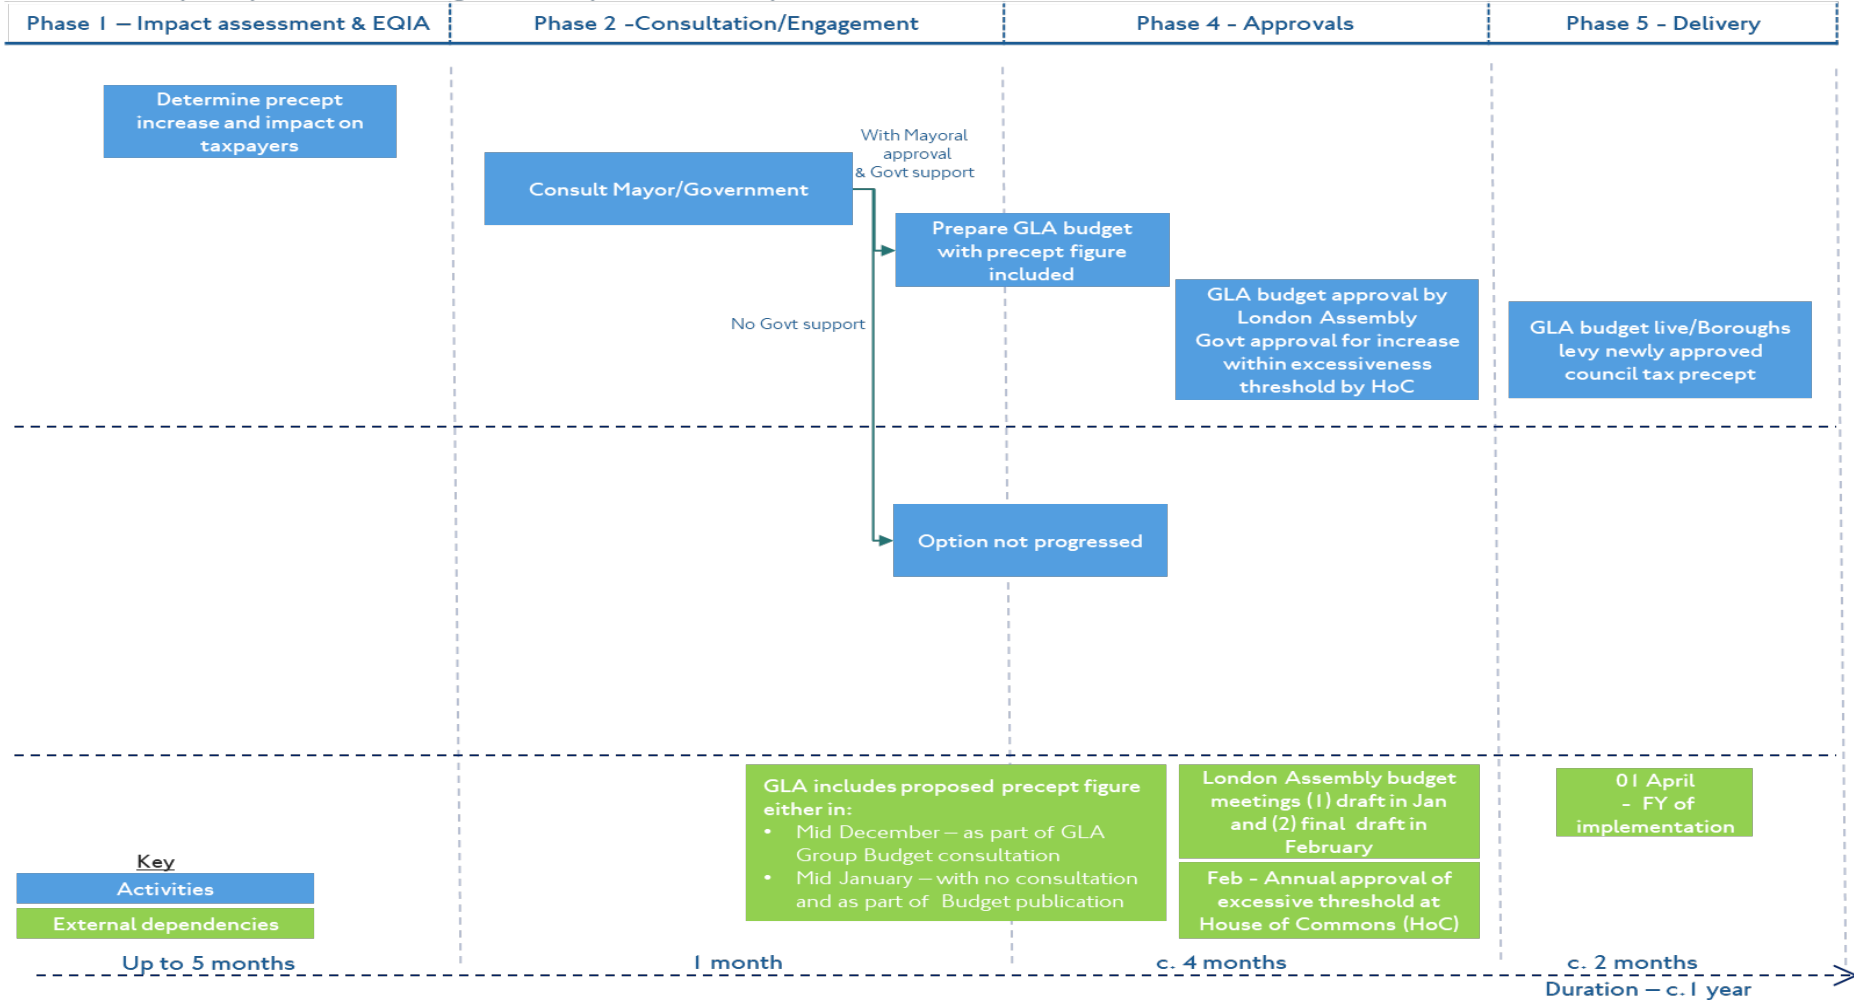 Phase 1 – Impact assessment & EQIA
Phase 2 -Consultation/Engagement
Phase 4 - Approvals
Phase 5 - Delivery
Determine precept
increase and impact on
taxpayers
Consult Mayor/Government
With Mayoral
approval
& Govt support
Prepare GLA budget
with precept figure
included
No Govt support
GLA budget approval by
London Assembly
Govt approval for increase
within excessiveness
threshold by HoC
GLA budget live/Boroughs
levy newly approved
council tax precept
Option not progressed
GLA includes proposed precept figure
either in:
• Mid December – as part of GLA
Group Budget consultation
• Mid January – with no consultation
and as part of Budget publication
London Assembly budget
meetings (1) draft in Jan
and (2) final draft in
February
Feb - Annual approval of
excessive threshold at
House of Commons (HoC)
01 April
- FY of
implementation
Key
Activities
External dependencies
Up to 5 months
1 month
c. 4 months
c. 2 months
Duration – c.1 year